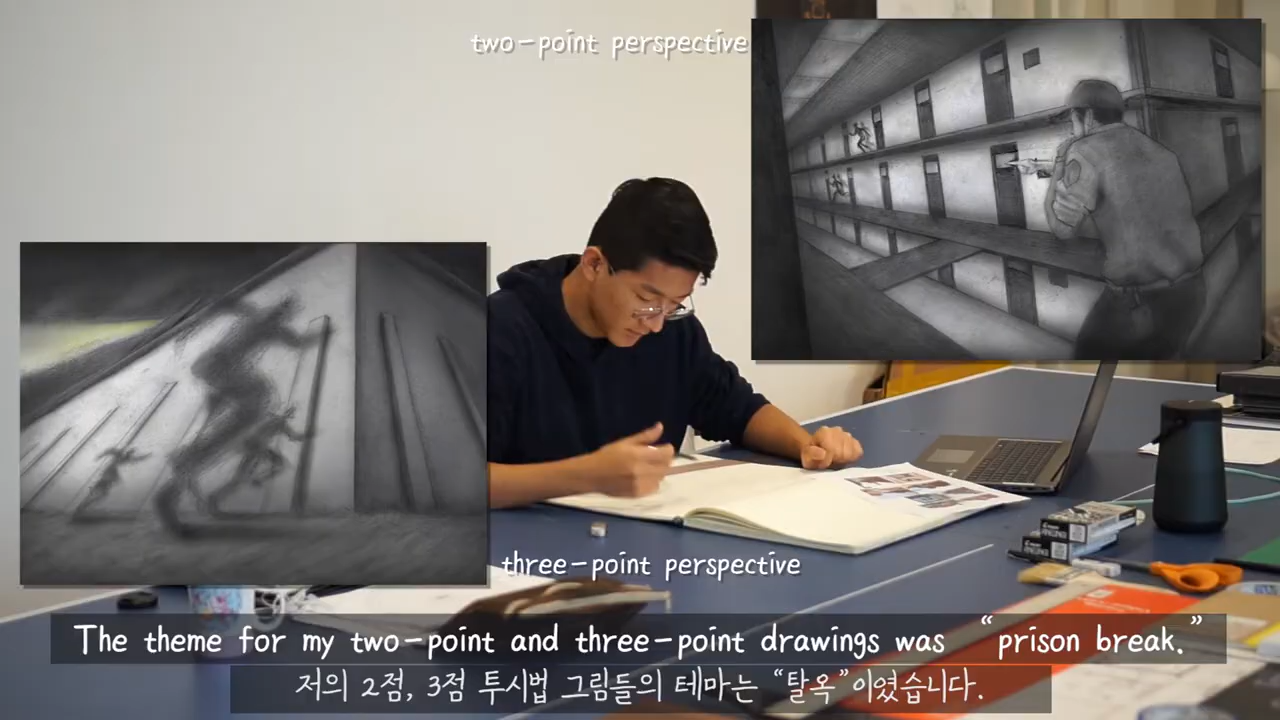 two-point perspective
three-point perspective
The theme for my two-point and three-point drawings was “prison break.”
저의 2점, 3점 투시법 그림들의 테마는 “탈옥”이였습니다.